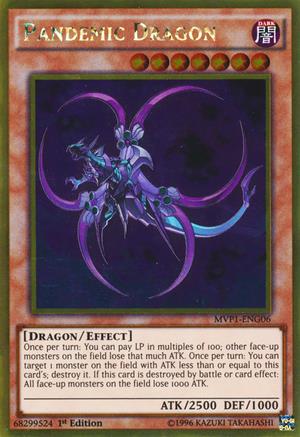 Pandemic Dragon
DARK
闇
MVP1-ENG06
[Dragon/Effect]
Once per turn: You can pay LP in multiples of 100; other face-up
monsters on the field lose that much ATK. Once per turn: You can
target 1 monster on the field with ATK less than or equal to this
card's; destroy it. If this card is destroyed by battle or card effect:
All face-up monsters on the field lose 1000 ATK.
ATK/2500 DEF/1000
68299524 1st Edition ©1996 KAZUKI TAKAHASHI